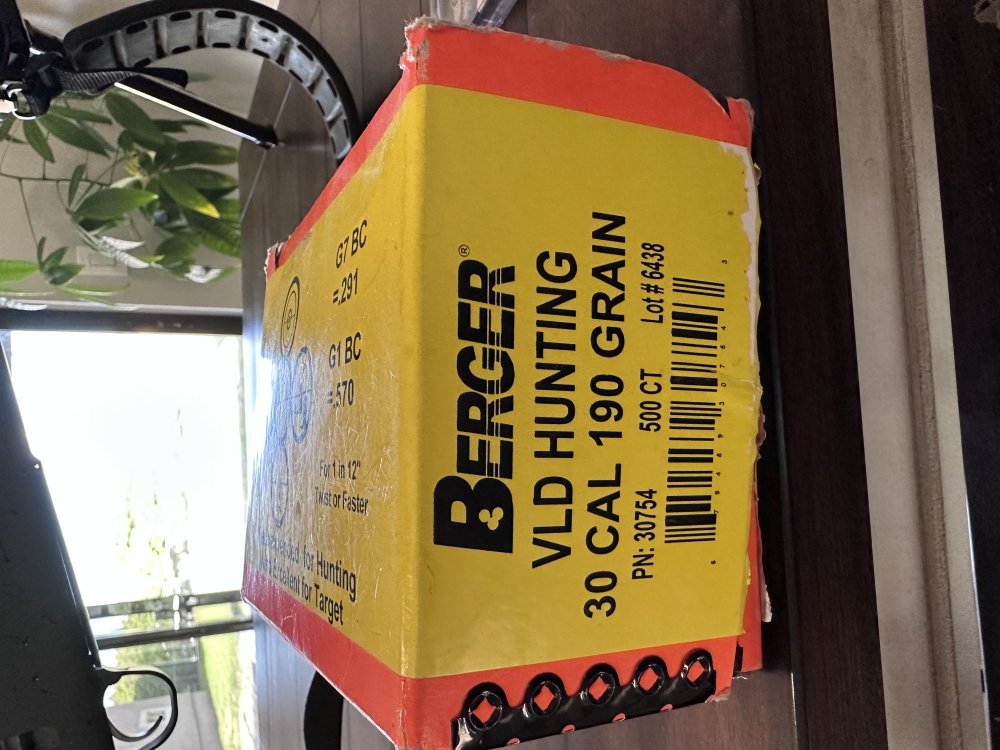 BERGER®
VLD HUNTING
30 CAL 190 GRAIN
PN: 30754 500 CT Lot # 6438
G1 BC G7 BC
=.570 =.291
For 1 in 12"
Twist or Faster
for Hunting
Excellent for Target